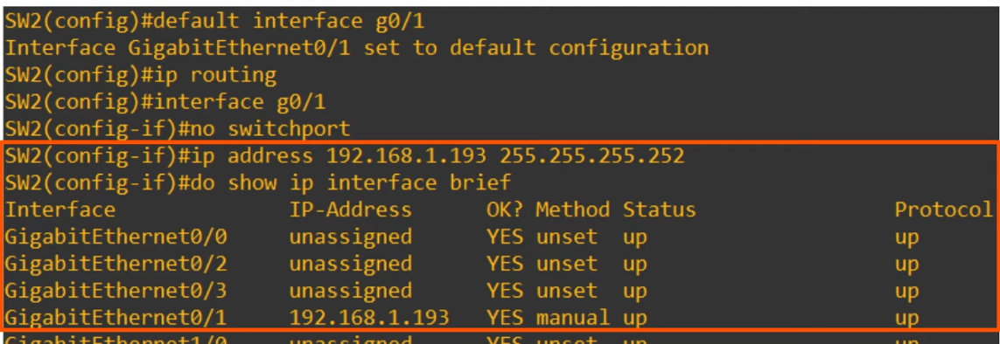 SW2(config)#default interface g0/1
Interface GigabitEthernet0/1 set to default configuration
SW2(config)#ip routing
SW2(config)#interface g0/1
SW2(config-if)#no switchport
SW2(config-if)#ip address 192.168.1.193 255.255.255.252
SW2(config-if)#do show ip interface brief
Interface IP-Address OK? Method Status Protocol
GigabitEthernet0/0 unassigned YES unset up up
GigabitEthernet0/2 unassigned YES unset up up
GigabitEthernet0/3 unassigned YES unset up up
GigabitEthernet0/1 192.168.1.193 YES manual up up
GigabitEthernet1/0 unassigned YES unset up up